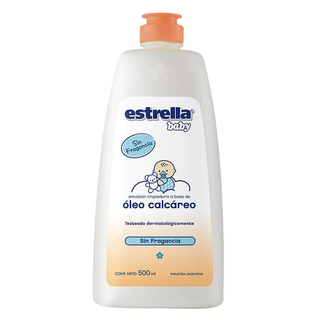 estrella
baby
Sin
Fragancia
emulsión limpiadora a base de
óleo calcáreo
Testeado dermatológicamente
Sin Fragancia
CONT. NETO 500 ml
INDUSTRIA ARGENTINA